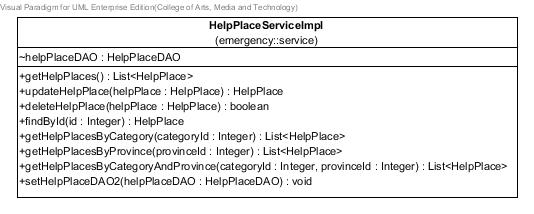 Visual Paradigm for UML Enterprise Edition(College of Arts, Media and Technology)
HelpPlaceServiceImpl
(emergency::service)
~helpPlaceDAO : HelpPlaceDAO
+getHelpPlaces() : List<HelpPlace>
+updateHelpPlace(helpPlace : HelpPlace) : HelpPlace
+deleteHelpPlace(helpPlace : HelpPlace) : boolean
+findById(id : Integer) : HelpPlace
+getHelpPlacesByCategory(categoryId : Integer) : List<HelpPlace>
+getHelpPlacesByProvince(provinceId : Integer) : List<HelpPlace>
+getHelpPlacesByCategoryAndProvince(categoryId : Integer, provinceId : Integer) : List<HelpPlace>
+setHelpPlaceDAO2(helpPlaceDAO : HelpPlaceDAO) : void